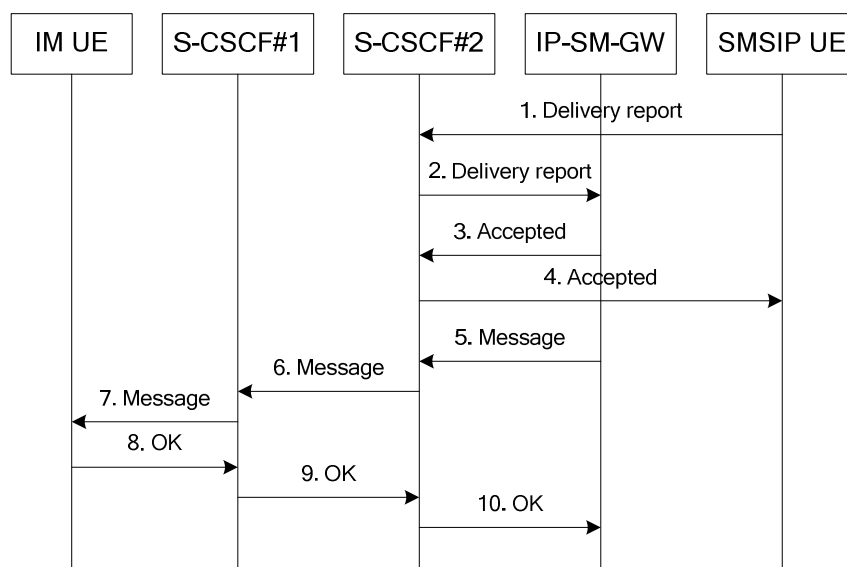 IM UE
S-CSCF#1
S-CSCF#2
IP-SM-GW
SMSIP UE
1. Delivery report
2. Delivery report
3. Accepted
4. Accepted
5. Message
6. Message
7. Message
8. OK
9. OK
10. OK